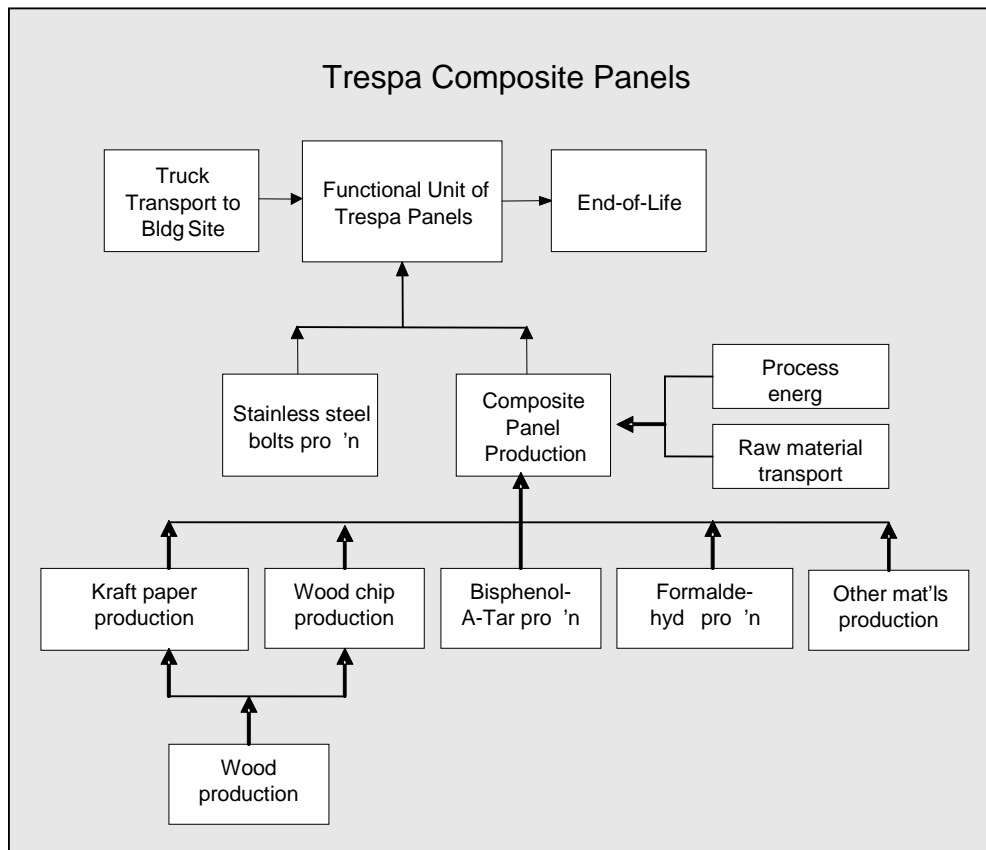 Trespa Composite Panels
Truck
Transport to
Bldg Site
Functional Unit of
Trespa Panels
End-of-Life
Stainless steel
bolts pro 'n
Composite
Panel
Production
Process
energ
Raw material
transport
Kraft paper
production
Wood chip
production
Bisphenol-
A-Tar pro 'n
Formalde-
hyd pro 'n
Other mat'ls
production
Wood
production